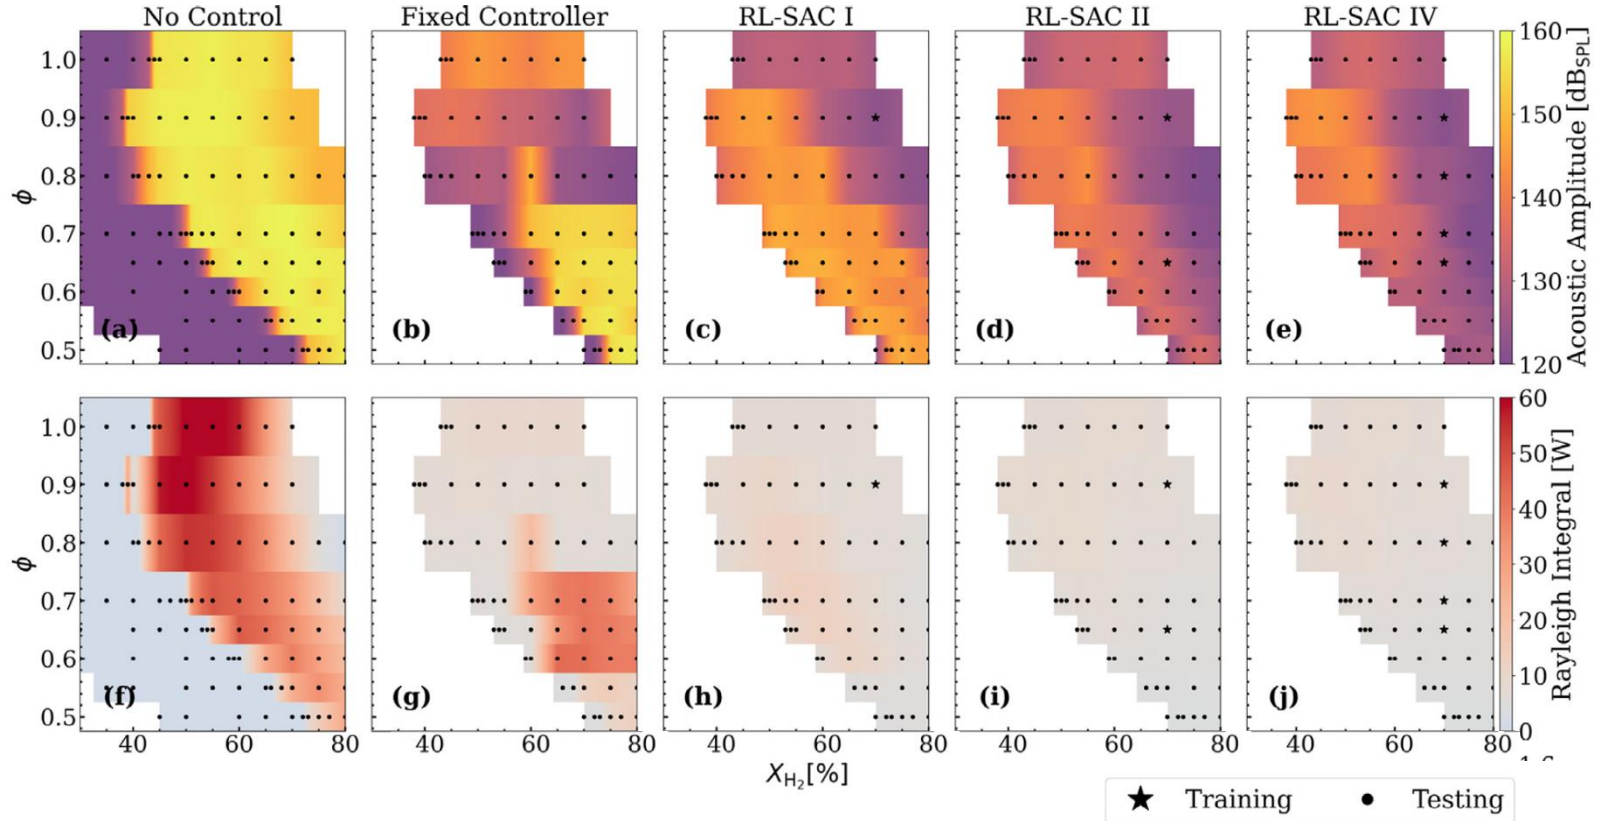 No Control Fixed Controller RL-SAC I RL-SAC II RL-SAC IV
1.0
0.9
0.8
0.7
0.6
0.5
ϕ
(a) (b) (c) (d) (e)
160
150
140
130
120
Acoustic Amplitude [dB_SPL]
1.0
0.9
0.8
0.7
0.6
0.5
ϕ
(f) (g) (h) (i) (j)
60
50
40
30
20
10
0
Rayleigh Integral [W]
40 60 80 40 60 80 40 60 80 40 60 80 40 60 80
X_H₂[%]
★ Training • Testing